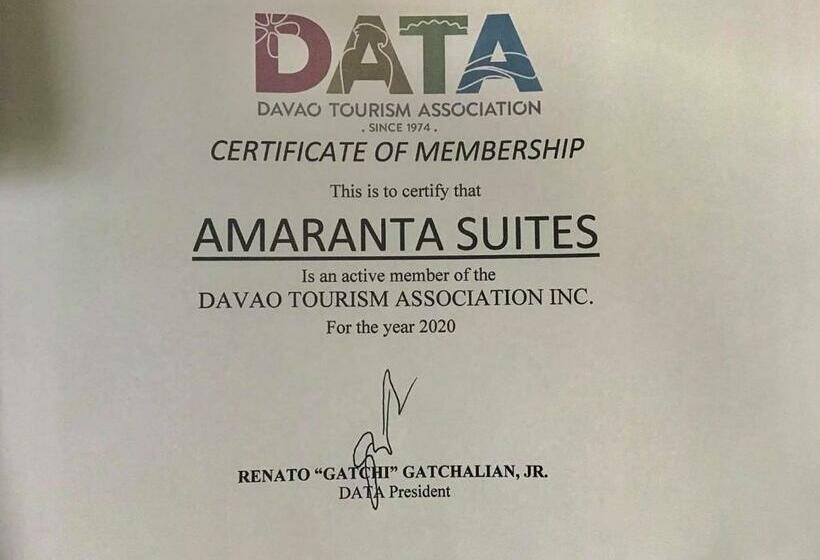 DATA
DAVAO TOURISM ASSOCIATION
. SINCE 1974 .
CERTIFICATE OF MEMBERSHIP
This is to certify that
AMARANTA SUITES
Is an active member of the
DAVAO TOURISM ASSOCIATION INC.
For the year 2020
RENATO “GATCHI” GATCHALIAN, JR.
DATA President